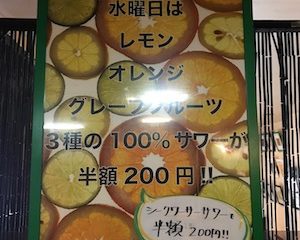 水曜日は
レモン
オレンジ
グレープフルーツ
3種の100%サワーが
半額200円!!
シークワーサーサワーも
半額200円!!